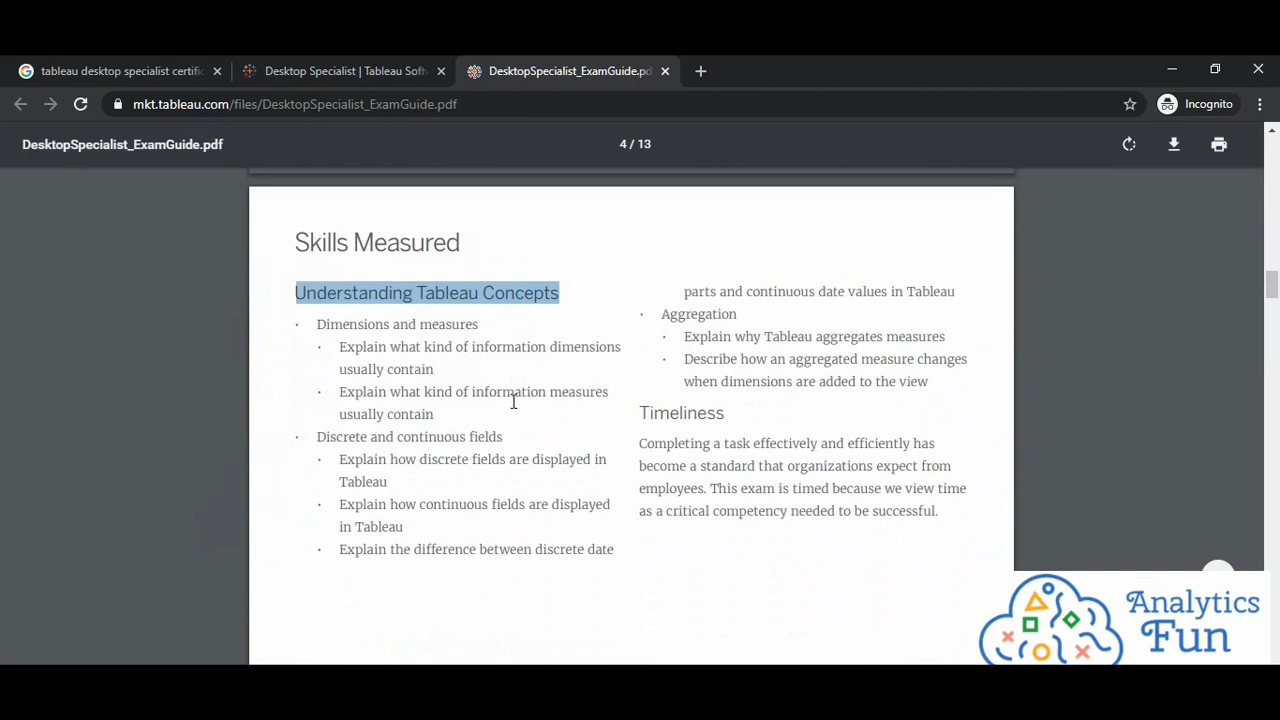 tableau desktop specialist certific
Desktop Specialist | Tableau Softw
DesktopSpecialist_ExamGuide.pd
mkt.tableau.com/files/DesktopSpecialist_ExamGuide.pdf
Incognito
DesktopSpecialist_ExamGuide.pdf
4 / 13
Skills Measured
Understanding Tableau Concepts
• Dimensions and measures
• Explain what kind of information dimensions
usually contain
• Explain what kind of information measures
usually contain
• Discrete and continuous fields
• Explain how discrete fields are displayed in
Tableau
• Explain how continuous fields are displayed
in Tableau
• Explain the difference between discrete date
parts and continuous date values in Tableau
• Aggregation
• Explain why Tableau aggregates measures
• Describe how an aggregated measure changes
when dimensions are added to the view
Timeliness
Completing a task effectively and efficiently has
become a standard that organizations expect from
employees. This exam is timed because we view time
as a critical competency needed to be successful.
Analytics
Fun